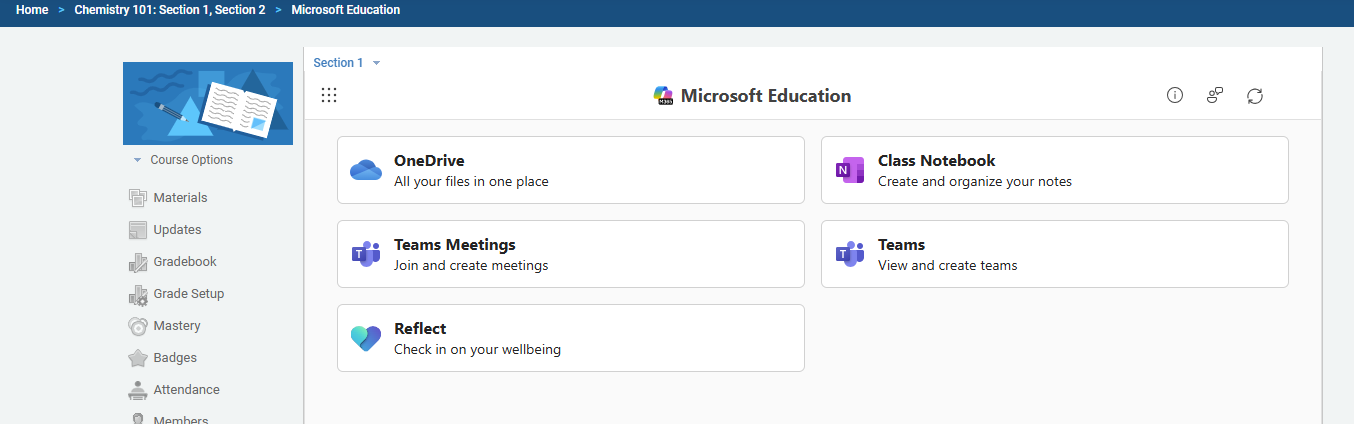 Home > Chemistry 101: Section 1, Section 2 > Microsoft Education
Section 1
M365 Microsoft Education
OneDrive
All your files in one place
Class Notebook
Create and organize your notes
Teams Meetings
Join and create meetings
Teams
View and create teams
Reflect
Check in on your wellbeing
Course Options
Materials
Updates
Gradebook
Grade Setup
Mastery
Badges
Attendance
Members